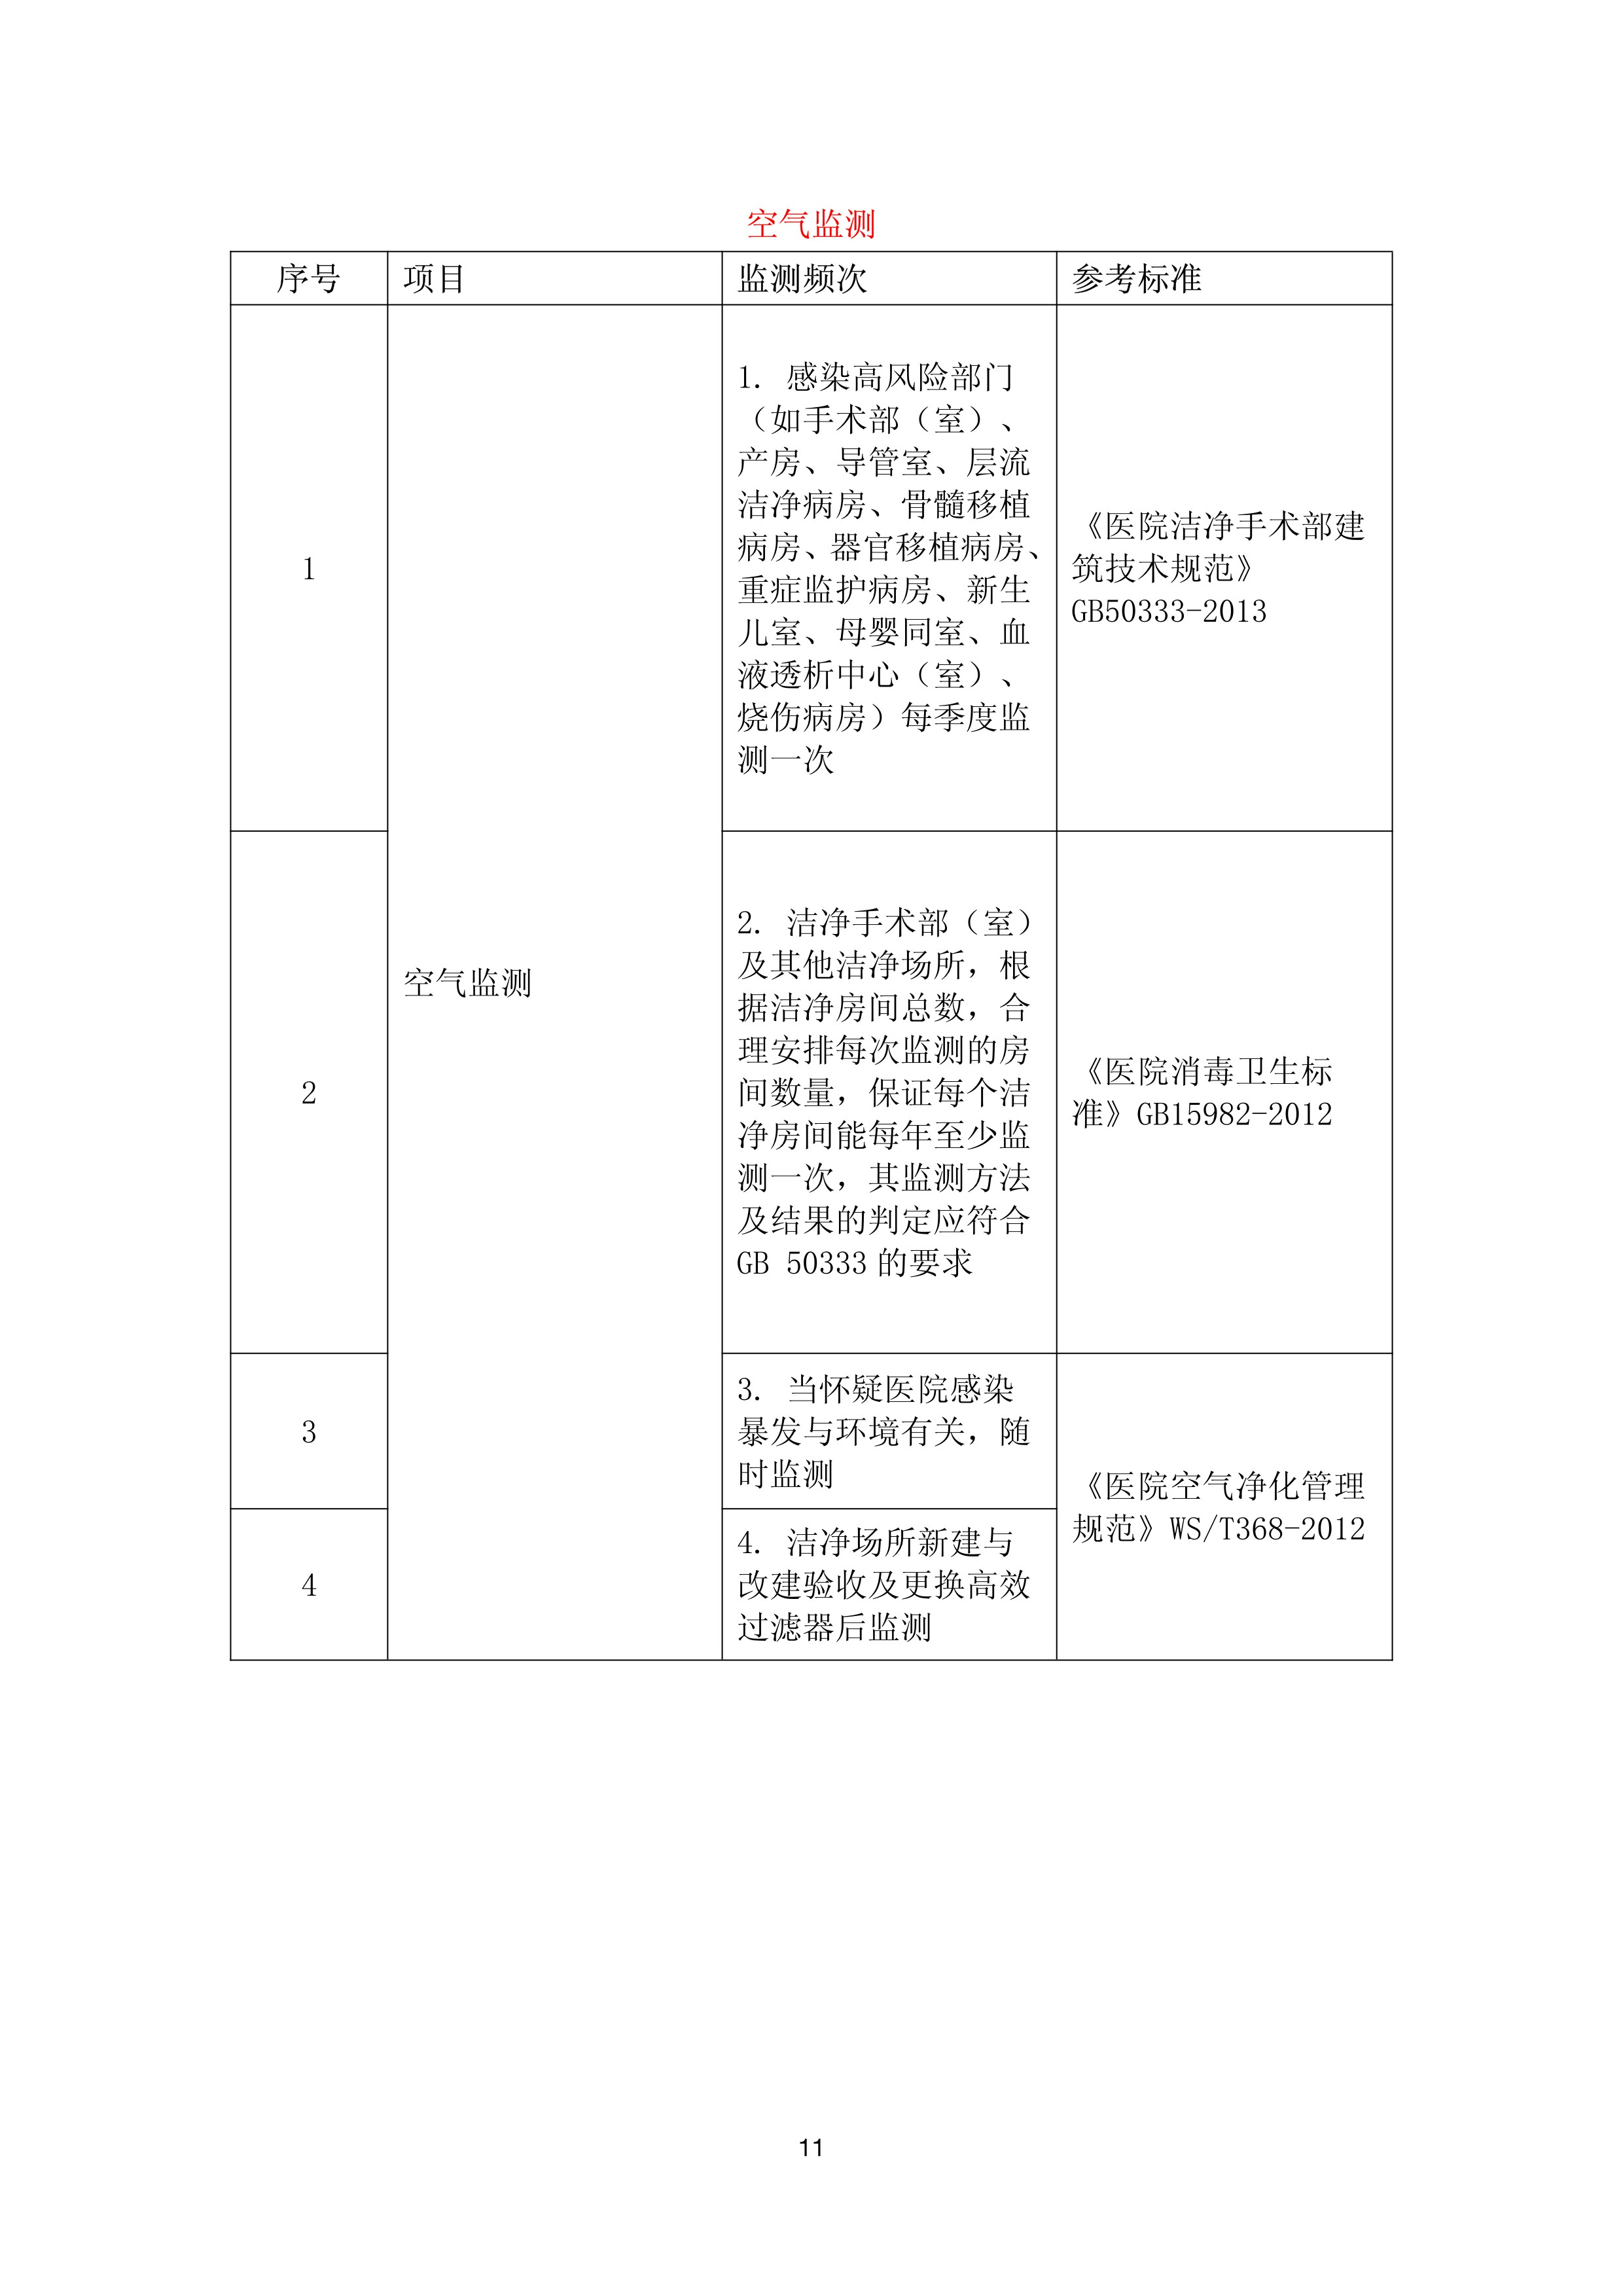 空气监测
序号 项目 监测频次 参考标准
1
空气监测
1. 感染高风险部门
（如手术部（室）、
产房、导管室、层流
洁净病房、骨髓移植
病房、器官移植病房、
重症监护病房、新生
儿室、母婴同室、血
液透析中心（室）、
烧伤病房）每季度监
测一次
《医院洁净手术部建
筑技术规范》
GB50333-2013
2
2. 洁净手术部（室）
及其他洁净场所，根
据洁净房间总数，合
理安排每次监测的房
间数量，保证每个洁
净房间能每年至少监
测一次，其监测方法
及结果的判定应符合
GB 50333 的要求
《医院消毒卫生标
准》GB15982-2012
3
3. 当怀疑医院感染
暴发与环境有关，随
时监测
《医院空气净化管理
规范》WS/T368-2012
4
4. 洁净场所新建与
改建验收及更换高效
过滤器后监测
11